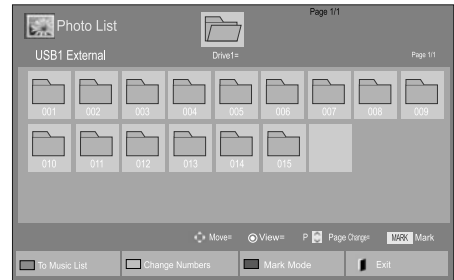 Page 1/1
Photo List
USB1 External
Drive1=
Page 1/1
001 002 003 004 005 006 007 008 009
010 011 012 013 014 015
Move= View= P Page Charge= MARK Mark
To Music List
Change Numbers
Mark Mode
Exit